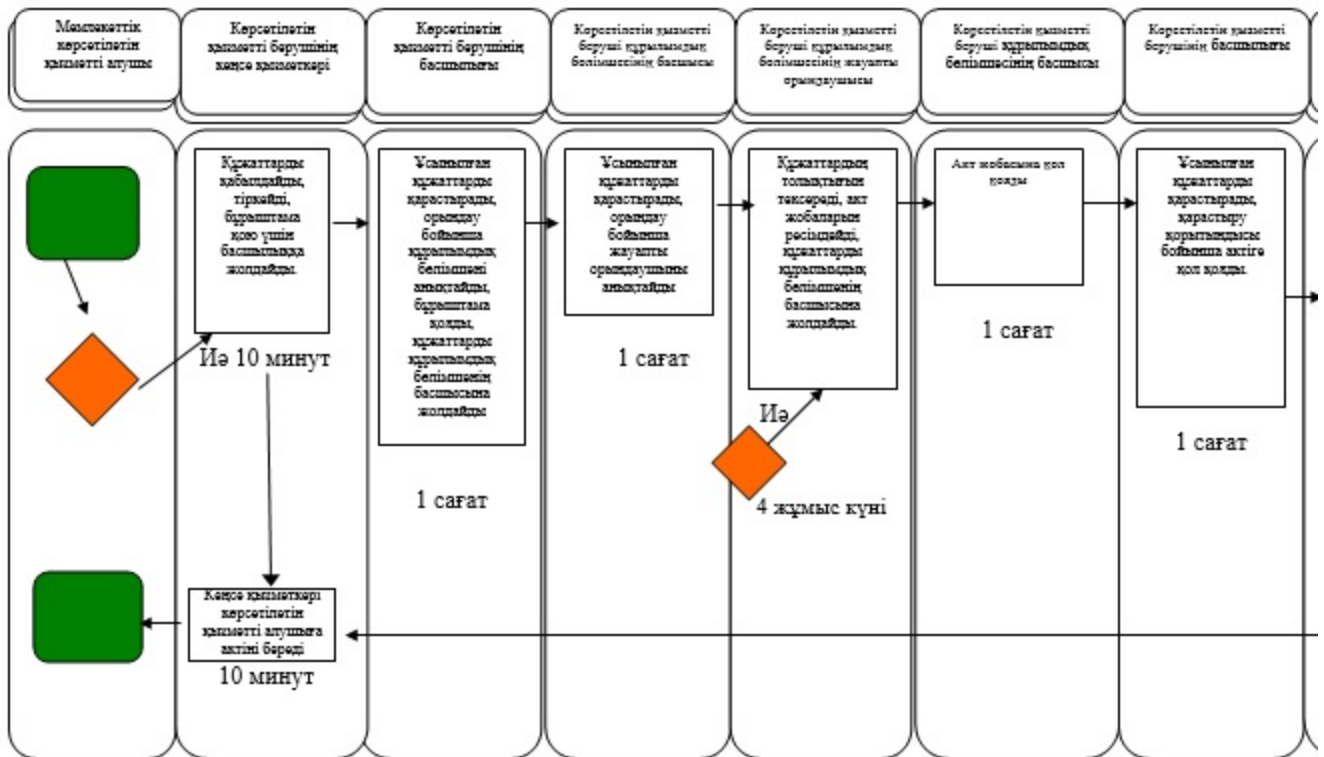 Мемлекеттік
көрсетілетін
қызметті алушы
Көрсетілетін
қызметті берушінің
кеңсе қызметкері
Көрсетілетін
қызметті берушінің
басшылығы
Көрсетілетін қызметті
беруші құрылымдық
бөлімшесінің басшысы
Көрсетілетін қызметті
беруші құрылымдық
бөлімшесінің жауапты
орындаушысы
Көрсетілетін қызметті
беруші құрылымдық
бөлімшесінің басшысы
Көрсетілетін қызметті
берушінің басшылығы
Құжаттарды
қабылдайды,
тіркейді,
бұрыштама
қою үшін
басшылыққа
жолдайды.
Иә 10 минут
Ұсынылған
құжаттарды
қарастырады,
орындау
бойынша
құрылымдық
бөлімшені
анықтайды,
бұрыштама
қояды,
құжаттарды
құрылымдық
бөлімшенің
басшысына
жолдайды
1 сағат
Ұсынылған
құжаттарды
қарастырады,
орындау
бойынша
жауапты
орындаушыны
анықтайды
1 сағат
Құжаттардың
толықтығын
тексереді, акт
жобаларын
ресімдейді,
құжаттарды
құрылымдық
бөлімшенің
басшысына
жолдайды.
Иә
4 жұмыс күні
Акт жобасына қол
қояды
1 сағат
Ұсынылған
құжаттарды
қарастырады,
қарастыру
қорытындысы
бойынша актіге
қол қояды.
1 сағат
Кеңсе қызметкері
көрсетілетін
қызметті алушыға
актіні береді
10 минут